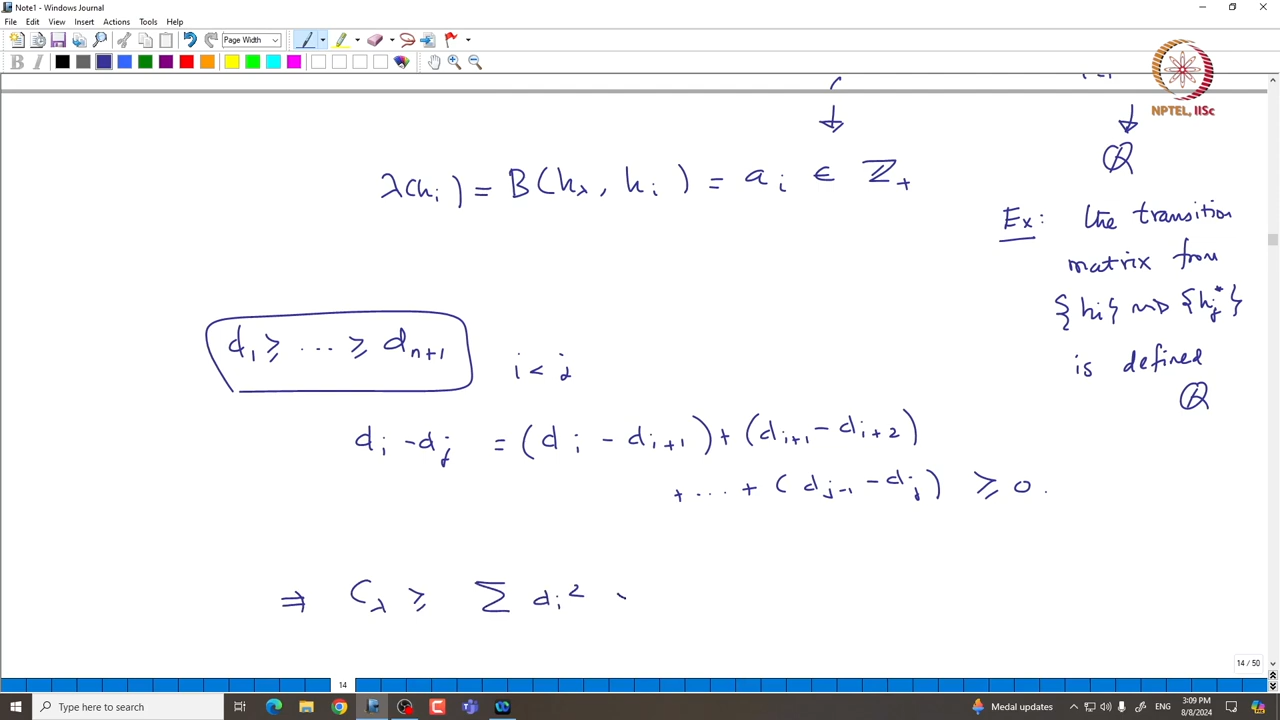 Note1 - Windows Journal
File Edit View Insert Actions Tools Help
Page Width
B I
NPTEL, IISc
ℚ
λ(hᵢ) = B(h_λ, hᵢ) = aᵢ ∈ ℤ₊
Ex: the transition
matrix from
{hi} ⇝ {hⱼ*}
is defined
ℚ
d₁ ≥ ... ≥ dₙ₊₁
i < j
dᵢ - dⱼ = (dᵢ - dᵢ₊₁) + (dᵢ₊₁ - dᵢ₊₂)
+ ... + (dⱼ₋₁ - dⱼ) ≥ 0.
⇒ C_λ ≥ Σ dᵢ²
14 / 50
14
Type here to search
Medal updates
ENG
3:09 PM
8/8/2024